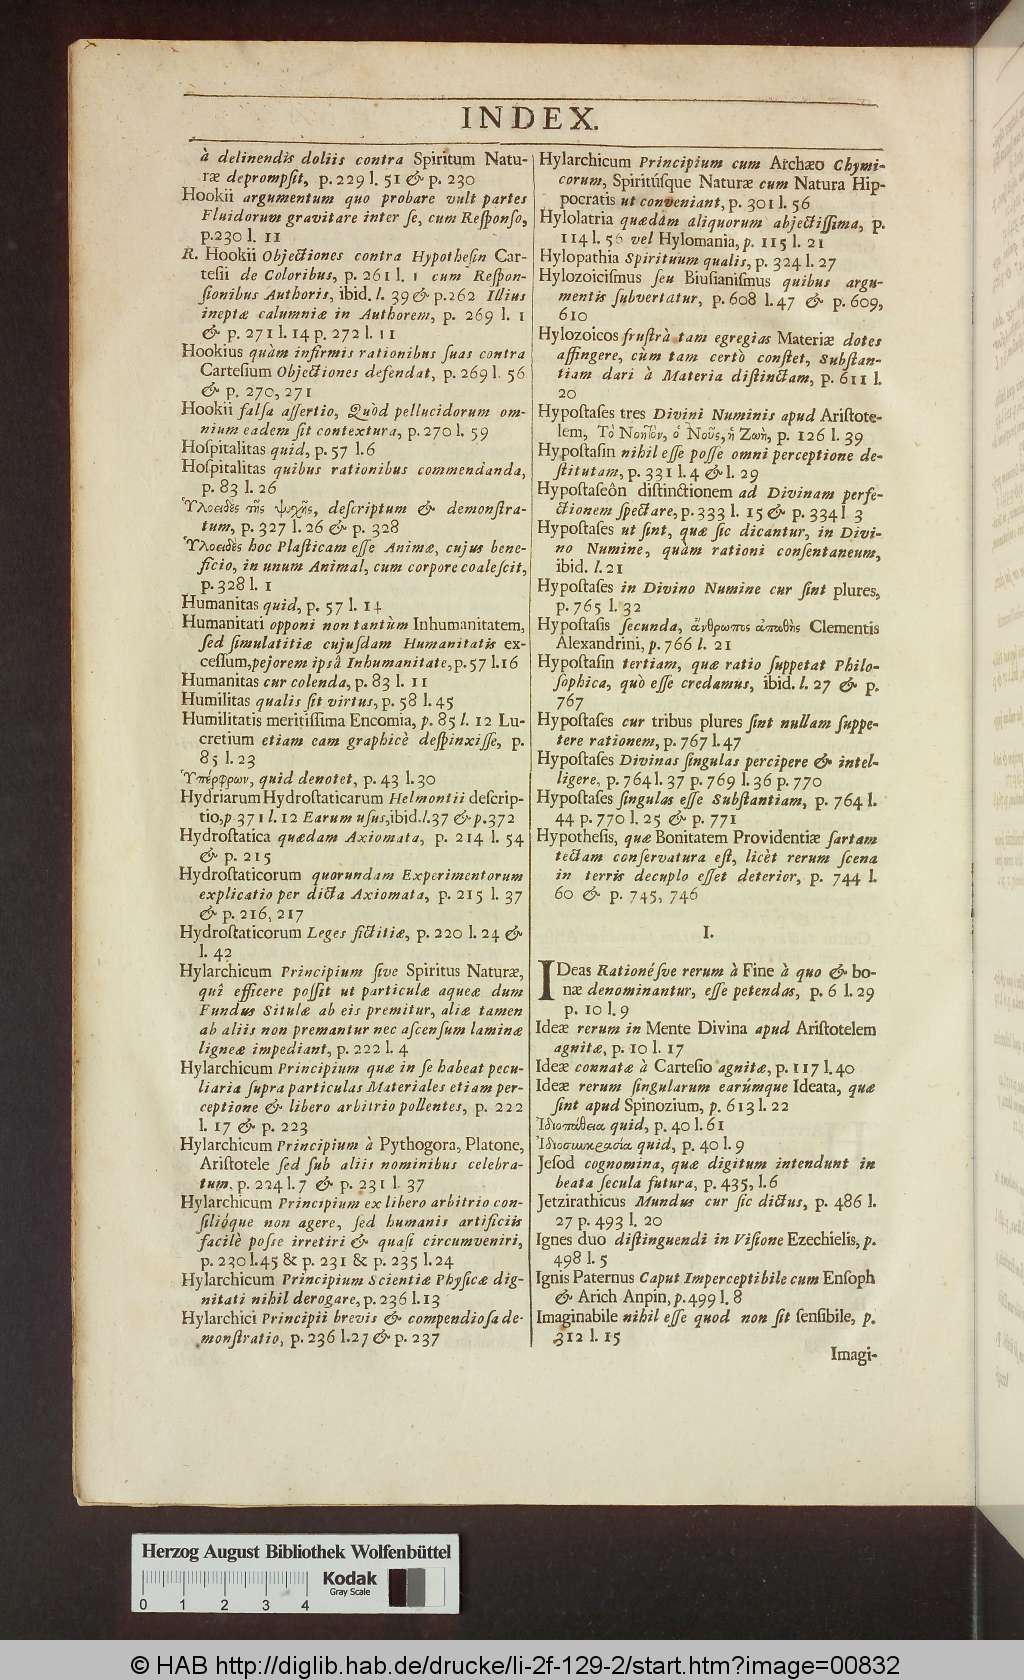 INDEX.
à delinendis doliis contra Spiritum Natu-
ræ deprompsit, p. 229 l. 51 & p. 230
Hookii argumentum quo probare vult partes
Fluidorum gravitare inter se, cum Responso,
p.230 l. 11
R. Hookii Objectiones contra Hypothesin Car-
tesii de Coloribus, p. 261 l. 1 cum Respon-
sionibus Authoris, ibid. l. 39 & p.262 Illius
ineptæ calumniæ in Authorem, p. 269 l. 1
& p. 271 l. 14 p. 272 l. 11
Hookius quàm infirmis rationibus suas contra
Cartesium Objectiones defendat, p. 269 l. 56
& p. 270, 271
Hookii falsa assertio, Quòd pellucidorum om-
nium eadem sit contextura, p. 270 l. 59
Hospitalitas quid, p. 57 l.6
Hospitalitas quibus rationibus commendanda,
p. 83 l. 26
Ὑλοειδὲς τῆς ψυχῆς, descriptum & demonstra-
tum, p. 327 l. 26 & p. 328
Ὑλοειδὲς hoc Plasticam esse Animæ, cujus bene-
ficio, in unum Animal, cum corpore coalescit,
p. 328 l. 1
Humanitas quid, p. 57 l. 14
Humanitati opponi non tantùm Inhumanitatem,
sed simulatitiæ cujusdam Humanitatis ex-
cessum, pejorem ipsâ Inhumanitate, p. 57 l.16
Humanitas cur colenda, p. 83 l. 11
Humilitas qualis sit virtus, p. 58 l. 45
Humilitatis meritissima Encomia, p. 85 l. 12 Lu-
cretium etiam eam graphicè despinxisse, p.
85 l. 23
Ὑπέρφρων, quid denotet, p. 43 l. 30
Hydriarum Hydrostaticarum Helmontii descrip-
tio, p 371 l. 12 Earum usus, ibid. l.37 & p.372
Hydrostatica quædam Axiomata, p. 214 l. 54
& p. 215
Hydrostaticorum quorundam Experimentorum
explicatio per dicta Axiomata, p. 215 l. 37
& p. 216, 217
Hydrostaticorum Leges fictitiæ, p. 220 l. 24 &
l. 42
Hylarchicum Principium sive Spiritus Naturæ,
quî efficere possit ut particulæ aqueæ dum
Fundus Situlæ ab eis premitur, aliæ tamen
ab aliis non premantur nec ascensum laminæ
ligneæ impediant, p. 222 l. 4
Hylarchicum Principium quæ in se habeat pecu-
liaria supra particulas Materiales etiam per-
ceptione & libero arbitrio pollentes, p. 222
l. 17 & p. 223
Hylarchicum Principium à Pythogora, Platone,
Aristotele sed sub aliis nominibus celebra-
tum, p. 224 l. 7 & p. 231 l. 37
Hylarchicum Principium ex libero arbitrio con-
silióque non agere, sed humanis artificiis
facilè posse irretiri & quasi circumveniri,
p. 230 l.45 & p. 231 & p. 235 l. 24
Hylarchicum Principium Scientiæ Physicæ dig-
nitati nihil derogare, p. 236 l. 13
Hylarchici Principii brevis & compendiosa de-
monstratio, p. 236 l.27 & p. 237
Hylarchicum Principium cum Archæo Chymi-
corum, Spiritúsque Naturæ cum Natura Hip-
pocratis ut conveniant, p. 301 l. 56
Hylolatria quædam aliquorum abjectissima, p.
114 l. 56 vel Hylomania, p. 115 l. 21
Hylopathia Spirituum qualis, p. 324 l. 27
Hylozoicismus seu Biusianismus quibus argu-
mentis subvertatur, p. 608 l. 47 & p. 609,
610
Hylozoicos frustrà tam egregias Materiæ dotes
affingere, cùm tam certò constet, Substan-
tiam dari à Materia distinctam, p. 611 l.
20
Hypostases tres Divini Numinis apud Aristote-
lem, Τὸ Νοητὸν, ὁ Νοῦς, ἡ Ζωὴ, p. 126 l. 39
Hypostasin nihil esse posse omni perceptione de-
stitutam, p. 331 l. 4 & l. 29
Hypostaseôn distinctionem ad Divinam perfe-
ctionem spectare, p. 333 l. 15 & p. 334 l 3
Hypostases ut sint, quæ sic dicantur, in Divi-
no Numine, quàm rationi consentaneum,
ibid. l. 21
Hypostases in Divino Numine cur sint plures,
p. 765 l. 32
Hypostasis secunda, ἄνθρωπος ἀπαθὴς Clementis
Alexandrini, p. 766 l. 21
Hypostasin tertiam, quæ ratio suppetat Philo-
sophica, quò esse credamus, ibid. l. 27 & p.
767
Hypostases cur tribus plures sint nullam suppe-
tere rationem, p. 767 l. 47
Hypostases Divinas singulas percipere & intel-
ligere, p. 764 l. 37 p. 769 l. 36 p. 770
Hypostases singulas esse Substantiam, p. 764 l.
44 p. 770 l. 25 & p. 771
Hypothesis, quæ Bonitatem Providentiæ sartam
tectam conservatura est, licèt rerum scena
in terris decuplo esset deterior, p. 744 l.
60 & p. 745, 746
I.
IDeas Rationésve rerum à Fine à quo & bo-
næ denominantur, esse petendas, p. 6 l. 29
p. 10 l. 9
Ideæ rerum in Mente Divina apud Aristotelem
agnitæ, p. 10 l. 17
Ideæ connatæ à Cartesio agnitæ, p. 117 l. 40
Ideæ rerum singularum earúmque Ideata, quæ
sint apud Spinozium, p. 613 l. 22
Ἰδιοπάθεια quid, p. 40 l. 61
Ἰδιοσυγκρασία quid, p. 40 l. 9
Jesod cognomina, quæ digitum intendunt in
beata secula futura, p. 435, l. 6
Jetzirathicus Mundus cur sic dictus, p. 486 l.
27 p. 493 l. 20
Ignes duo distinguendi in Visione Ezechielis, p.
498 l. 5
Ignis Paternus Caput Imperceptibile cum Ensoph
& Arich Anpin, p. 499 l. 8
Imaginabile nihil esse quod non sit sensibile, p.
312 l. 15
Imagi-
Herzog August Bibliothek Wolfenbüttel
Kodak
Gray Scale
0 1 2 3 4
© HAB http://diglib.hab.de/drucke/li-2f-129-2/start.htm?image=00832